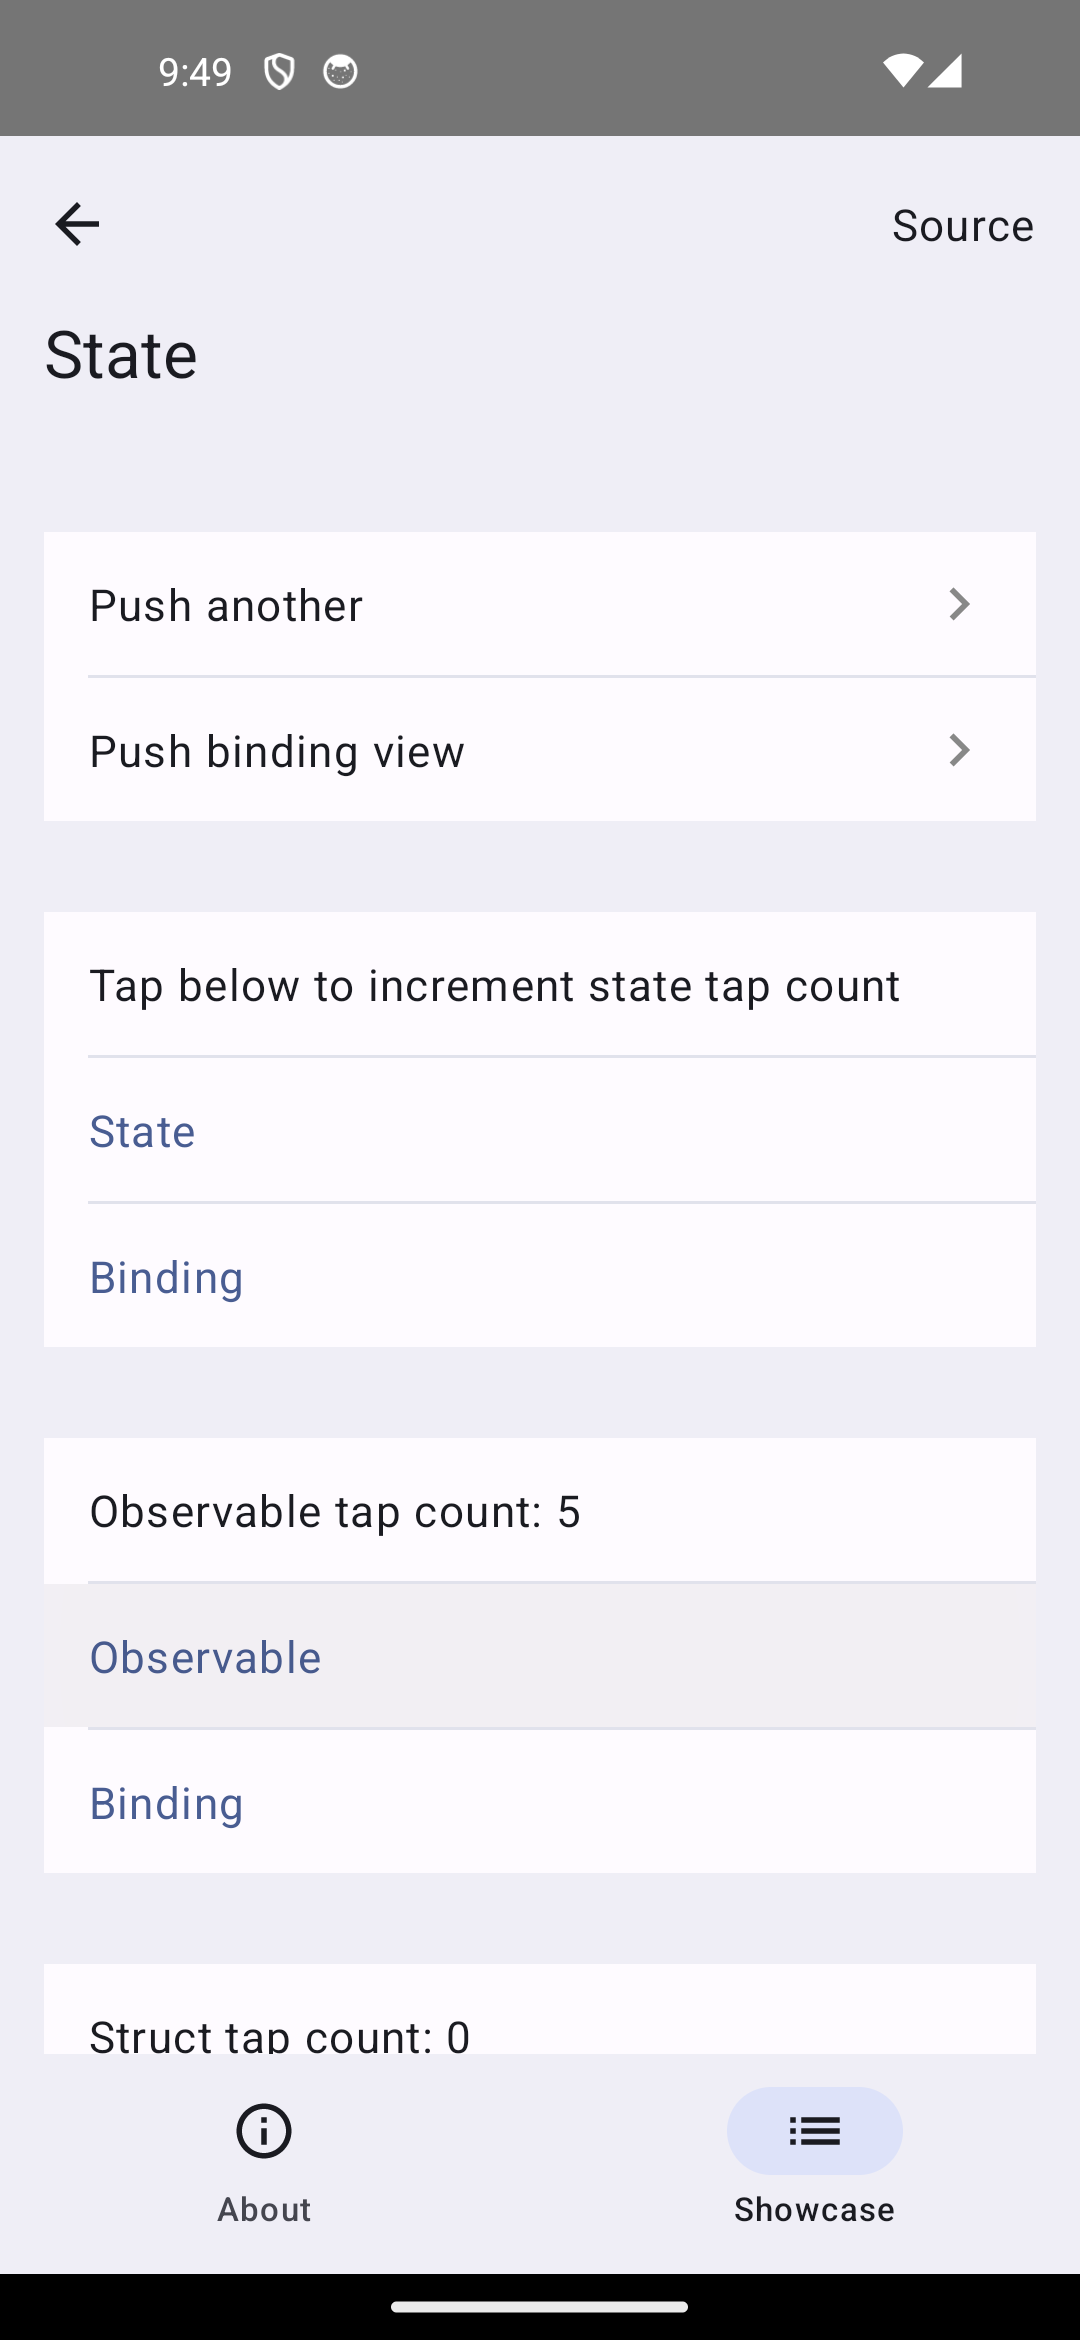 9:49
Source
State
Push another
Push binding view
Tap below to increment state tap count
State
Binding
Observable tap count: 5
Observable
Binding
Struct tap count: 0
About
Showcase